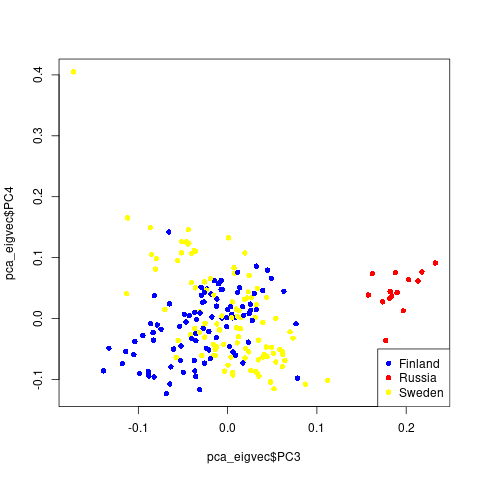 0.4
0.3
0.2
0.1
0.0
-0.1
pca_eigvec$PC4
Finland
Russia
Sweden
-0.1 0.0 0.1 0.2
pca_eigvec$PC3